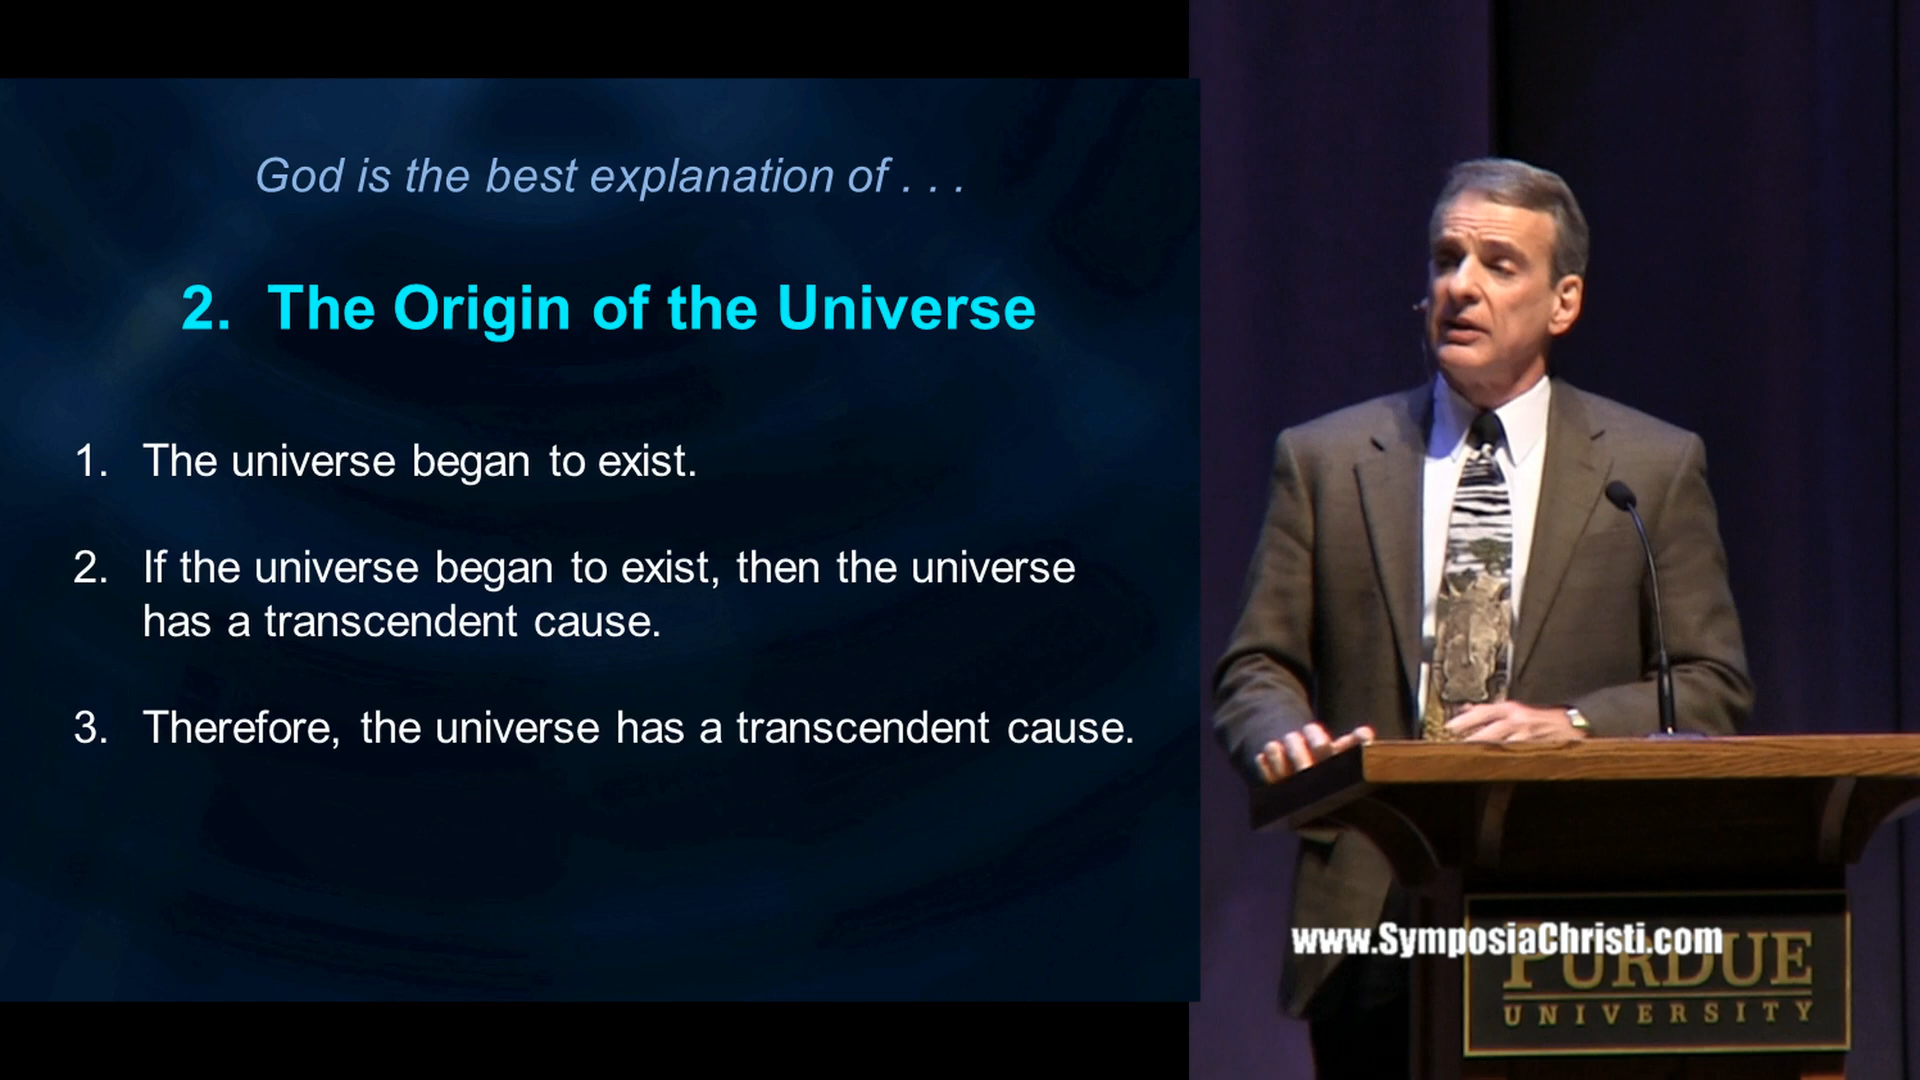 God is the best explanation of . . .
2. The Origin of the Universe
1. The universe began to exist.
2. If the universe began to exist, then the universe
has a transcendent cause.
3. Therefore, the universe has a transcendent cause.
www.SymposiaChristi.com
PURDUE
UNIVERSITY